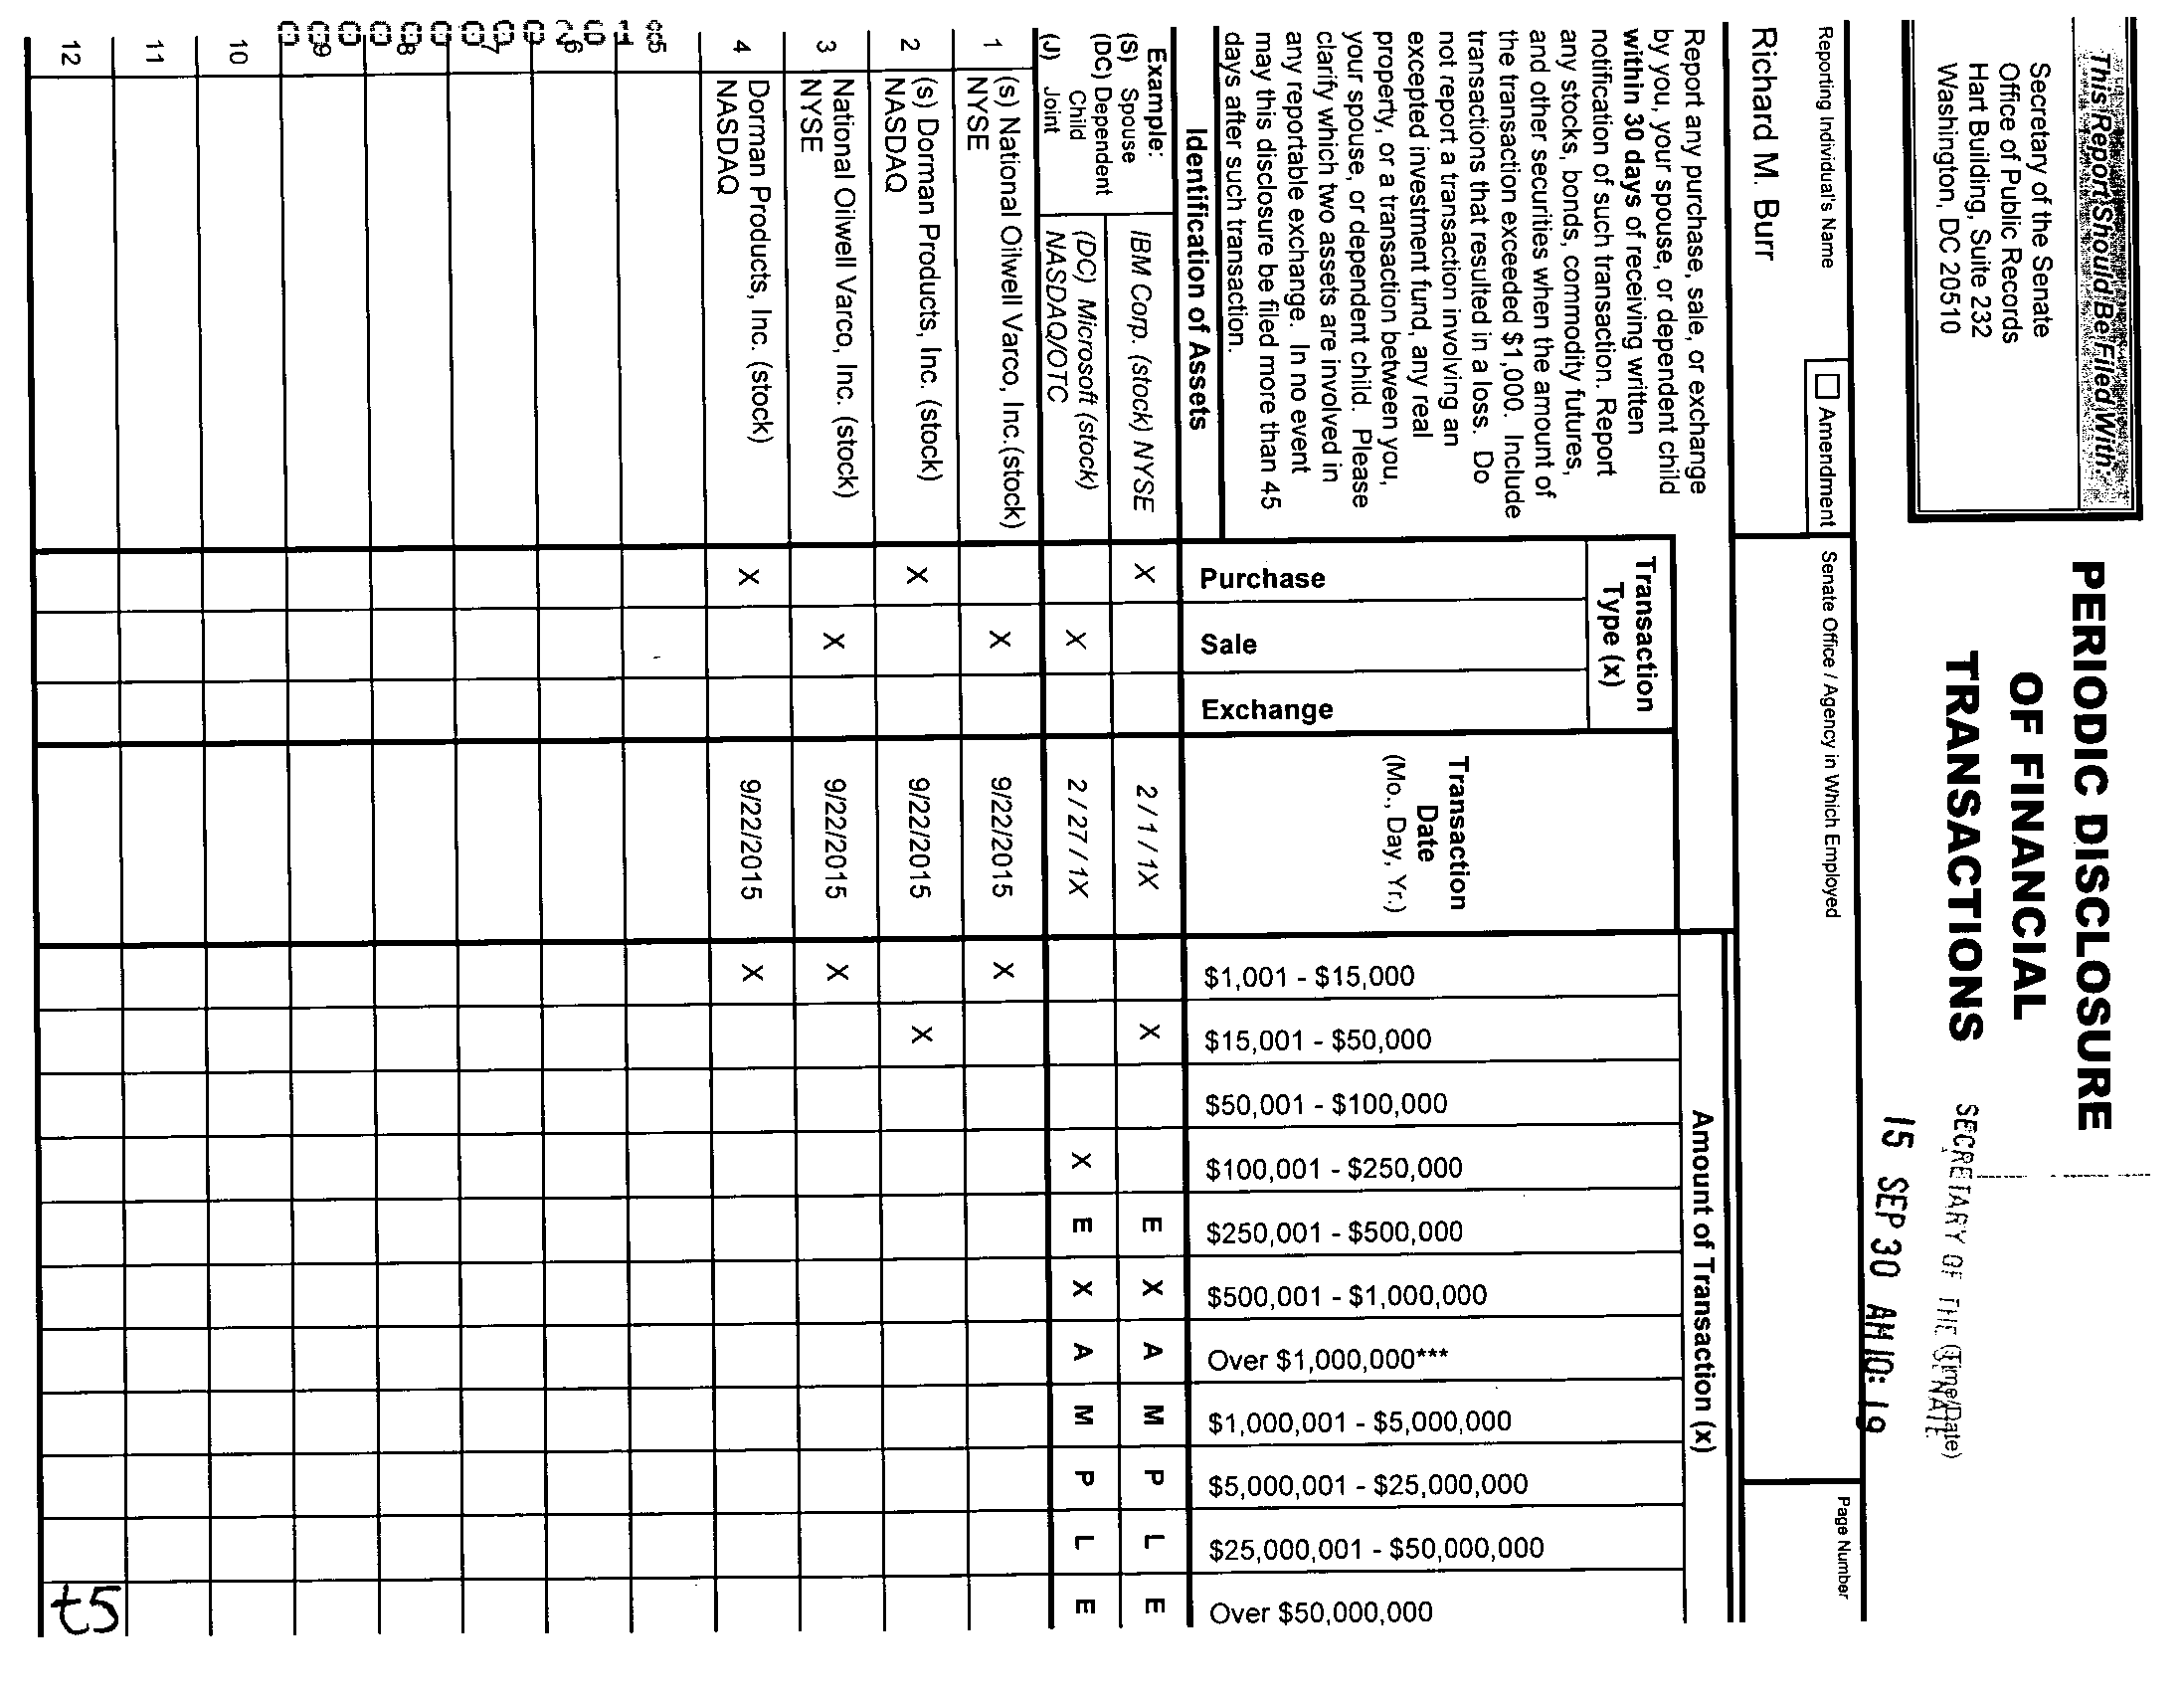 This Report Should Be Filed With:
Secretary of the Senate
Office of Public Records
Hart Building, Suite 232
Washington, DC 20510
PERIODIC DISCLOSURE
OF FINANCIAL
TRANSACTIONS
SECRETARY OF THE SENATE
(Time/Date)
15 SEP 30 AM 10: 19
Reporting Individual's Name
Amendment
Senate Office / Agency in Which Employed
Page Number
Richard M. Burr
Report any purchase, sale, or exchange
by you, your spouse, or dependent child
within 30 days of receiving written
notification of such transaction. Report
any stocks, bonds, commodity futures,
and other securities when the amount of
the transaction exceeded $1,000. Include
transactions that resulted in a loss. Do
not report a transaction involving an
excepted investment fund, any real
property, or a transaction between you,
your spouse, or dependent child. Please
clarify which two assets are involved in
any reportable exchange. In no event
may this disclosure be filed more than 45
days after such transaction.
Identification of Assets
Transaction
Type (x)
Purchase
Sale
Exchange
Transaction
Date
(Mo., Day, Yr.)
Amount of Transaction (x)
$1,001 - $15,000
$15,001 - $50,000
$50,001 - $100,000
$100,001 - $250,000
$250,001 - $500,000
$500,001 - $1,000,000
Over $1,000,000***
$1,000,001 - $5,000,000
$5,000,001 - $25,000,000
$25,000,001 - $50,000,000
Over $50,000,000
Example:
(S) Spouse
(DC) Dependent
Child
(J) Joint
IBM Corp. (stock) NYSE X 2 / 1 / 1X X E X A M P L E
(DC) Microsoft (stock)
NASDAQ/OTC X 2 / 27 / 1X X E X A M P L E
1 (s) National Oilwell Varco, Inc.(stock)
NYSE X 9/22/2015 X
2 (s) Dorman Products, Inc. (stock)
NASDAQ X 9/22/2015 X
3 National Oilwell Varco, Inc. (stock)
NYSE X 9/22/2015 X
4 Dorman Products, Inc. (stock)
NASDAQ X 9/22/2015 X
5
6
7
8
9
10
11
12
t5